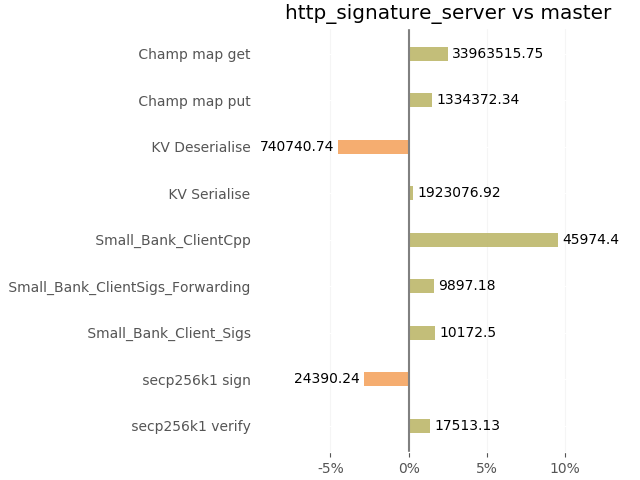 http_signature_server vs master
Champ map get 33963515.75
Champ map put 1334372.34
KV Deserialise 740740.74
KV Serialise 1923076.92
Small_Bank_ClientCpp 45974.4
Small_Bank_ClientSigs_Forwarding 9897.18
Small_Bank_Client_Sigs 10172.5
secp256k1 sign 24390.24
secp256k1 verify 17513.13
-5% 0% 5% 10%